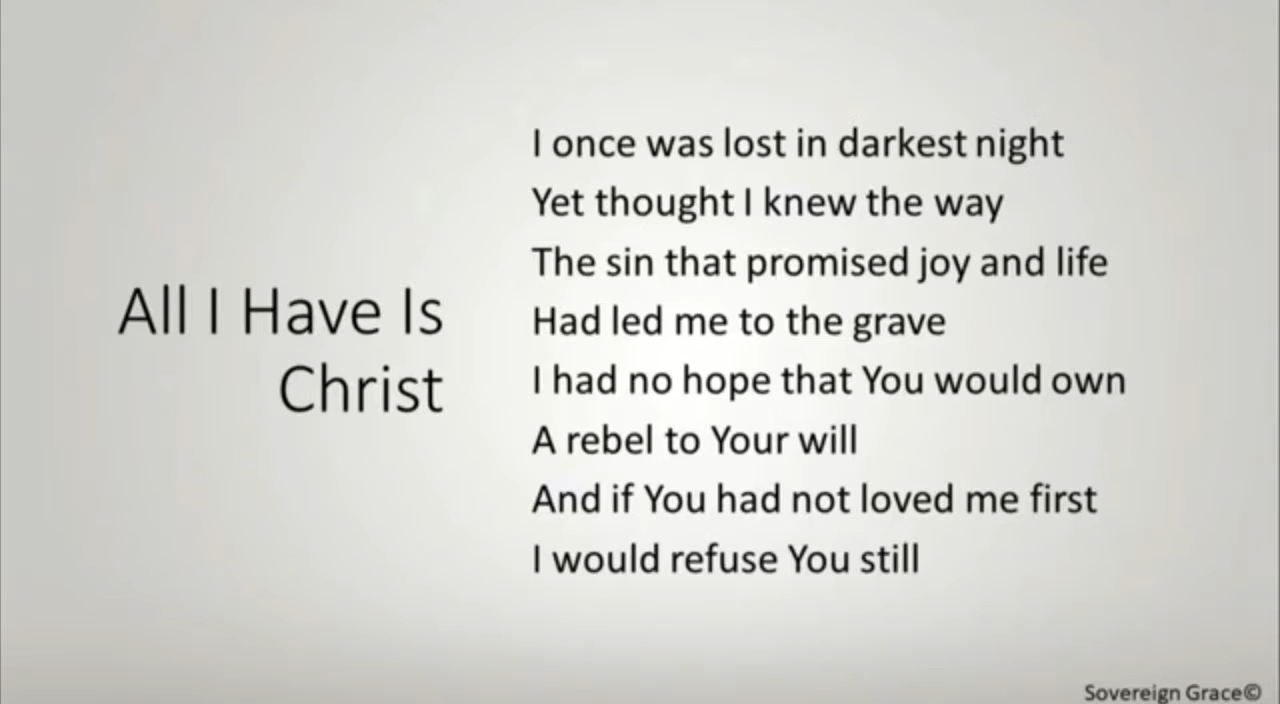 All I Have Is
Christ
I once was lost in darkest night
Yet thought I knew the way
The sin that promised joy and life
Had led me to the grave
I had no hope that You would own
A rebel to Your will
And if You had not loved me first
I would refuse You still
Sovereign Grace©